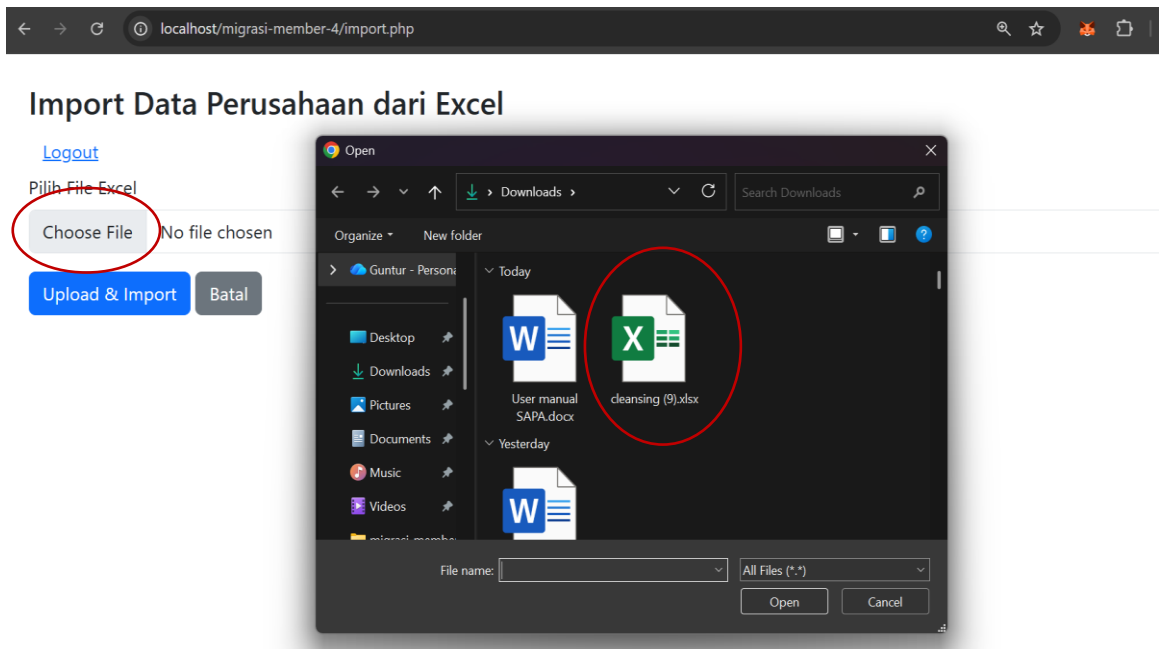 localhost/migrasi-member-4/import.php
Import Data Perusahaan dari Excel
Logout
Pilih File Excel
Choose File No file chosen
Upload & Import Batal
Open
Downloads
Search Downloads
Organize New folder
Guntur - Persona
Desktop
Downloads
Pictures
Documents
Music
Videos
migrasi-membe
Today
W X
User manual SAPA.docx
cleansing (9).xlsx
Yesterday
W
File name: All Files (*.*)
Open Cancel